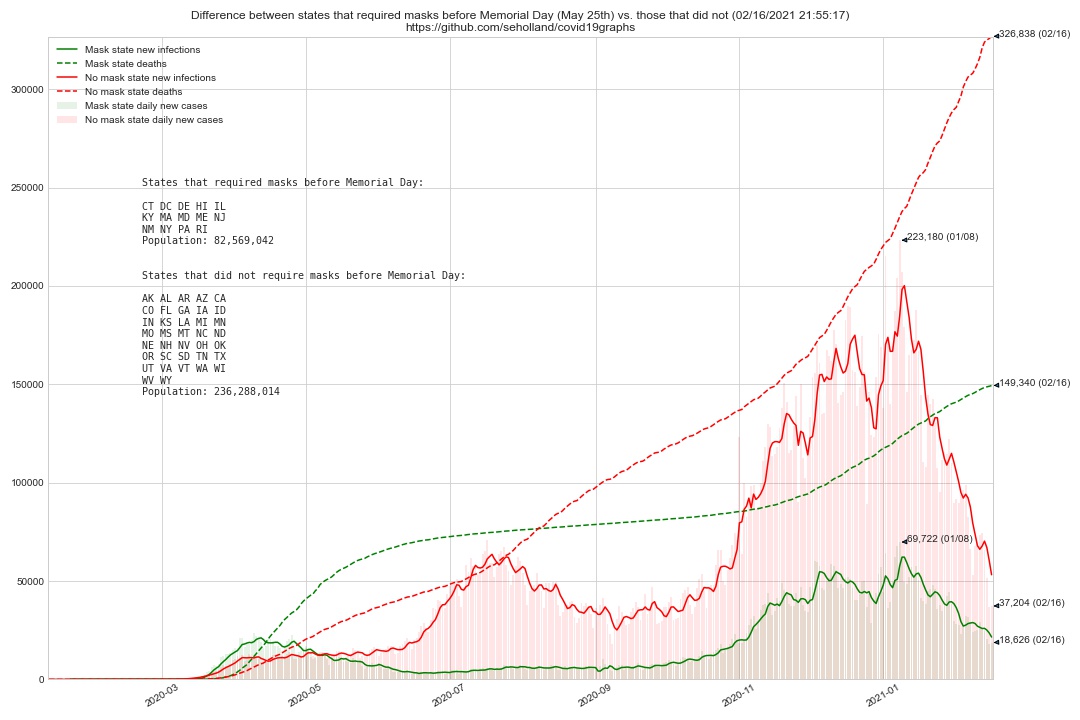 Difference between states that required masks before Memorial Day (May 25th) vs. those that did not (02/16/2021 21:55:17)
https://github.com/seholland/covid19graphs
Mask state new infections
Mask state deaths
No mask state new infections
No mask state deaths
Mask state daily new cases
No mask state daily new cases
States that required masks before Memorial Day:
CT DC DE HI IL
KY MA MD ME NJ
NM NY PA RI
Population: 82,569,042
States that did not require masks before Memorial Day:
AK AL AR AZ CA
CO FL GA IA ID
IN KS LA MI MN
MO MS MT NC ND
NE NH NV OH OK
OR SC SD TN TX
UT VA VT WA WI
WV WY
Population: 236,288,014
326,838 (02/16)
223,180 (01/08)
149,340 (02/16)
69,722 (01/08)
37,204 (02/16)
18,626 (02/16)
300000
250000
200000
150000
100000
50000
0
2020-03
2020-05
2020-07
2020-09
2020-11
2021-01